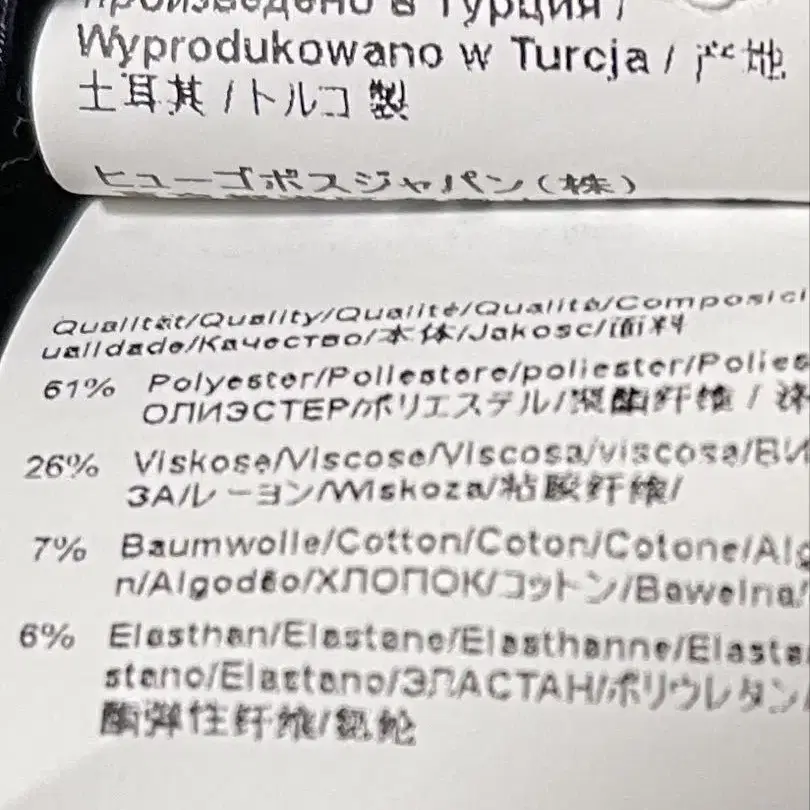 Произведено в Турция /
Wyprodukowano w Turcja / 产地
土耳其 / トルコ 製
ヒューゴボスジャパン(株)
Qualität/Quality/Qualité/Qualità/Composici
ualidade/Качество/本体/Jakosc/面料
61% Polyester/Poliestere/poliester/Polies
ОЛИЭСТЕР/ポリエステル/聚酯纤维 /
26% Viskose/Viscose/Viscosa/viscosa/ВИ
ЗА/レーヨン/Wiskoza/粘胶纤维/
7% Baumwolle/Cotton/Coton/Cotone/Alg
n/Algodão/ХЛОПОК/コットン/Bawelna/
6% Elasthan/Elastane/Elasthanne/Elasta
stano/Elastano/ЭЛАСТАН/ポリウレタン
酯弹性纤维/氨纶